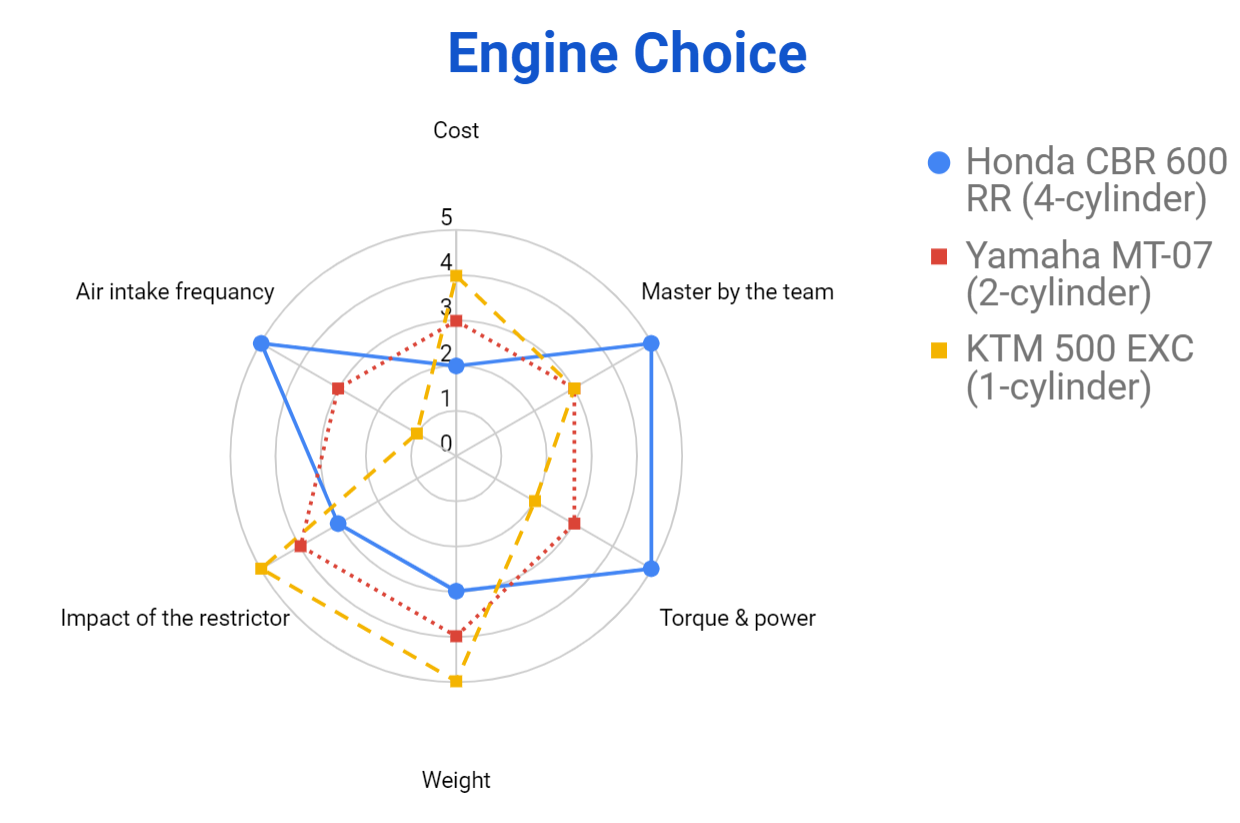 Engine Choice
Cost
Honda CBR 600
RR (4-cylinder)
Yamaha MT-07
(2-cylinder)
KTM 500 EXC
(1-cylinder)
5
4
3
2
1
0
Air intake frequancy
Master by the team
Impact of the restrictor
Torque & power
Weight